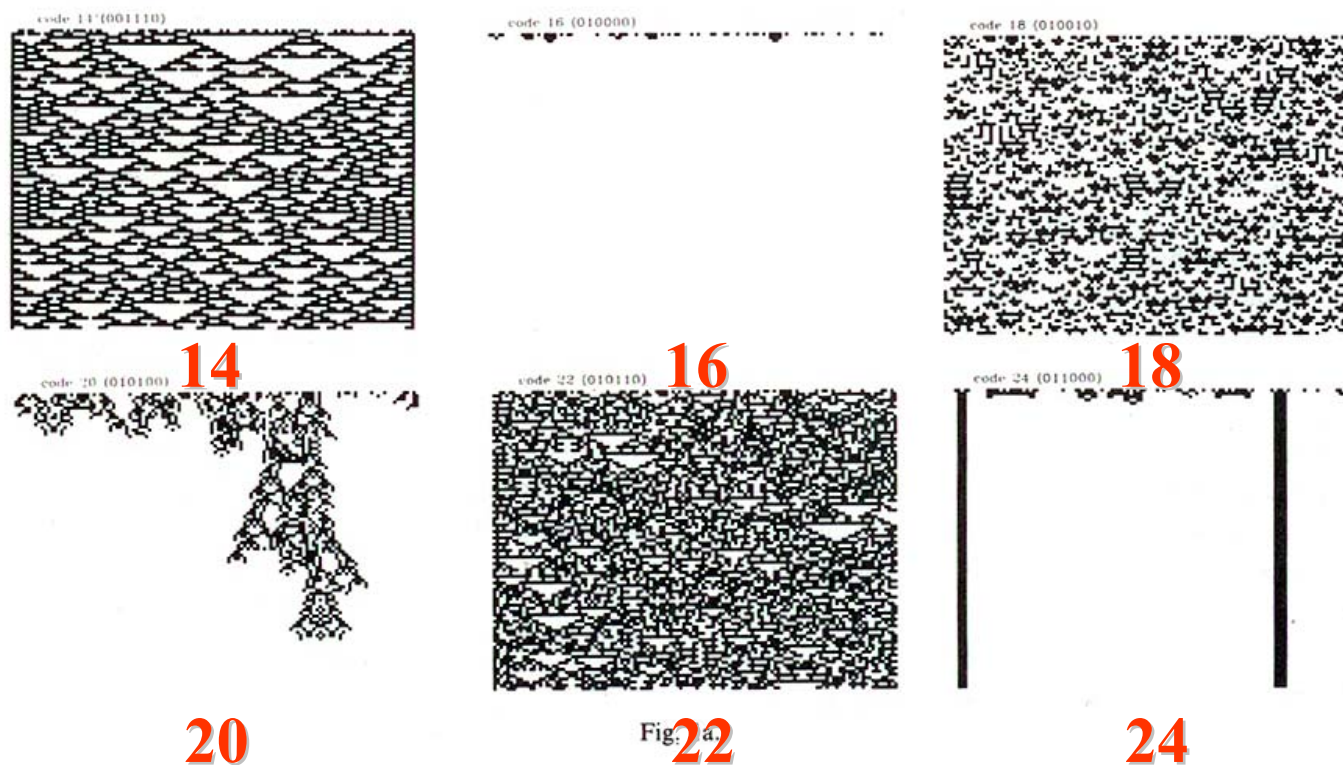 code 14 (001110)
code 16 (010000)
code 18 (010010)
14
16
18
code 20 (010100)
code 22 (010110)
code 24 (011000)
20
Fig. a.
22
24